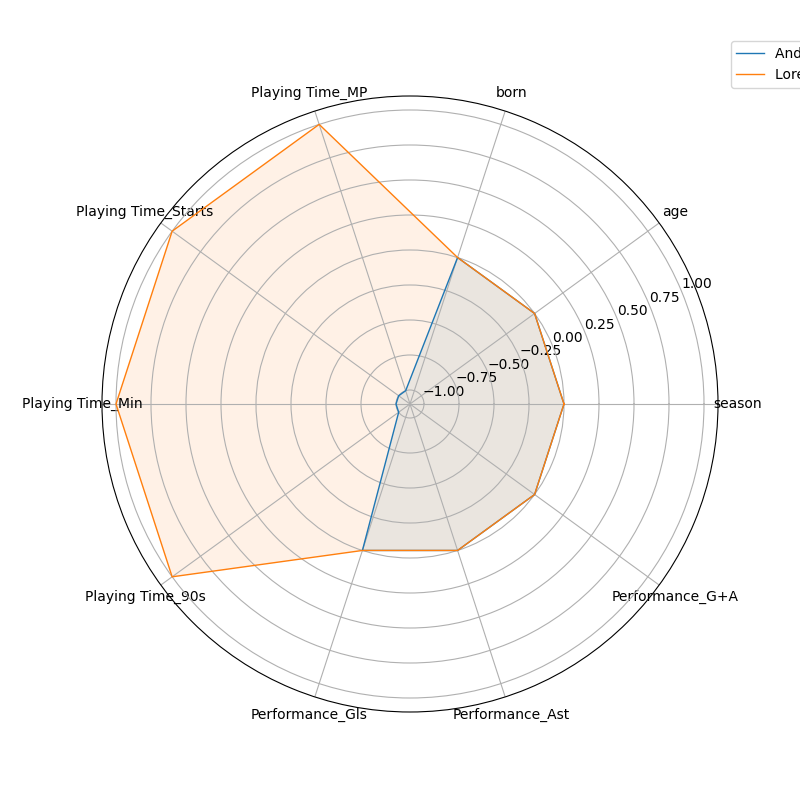 And
Lore
Playing Time_MP
born
Playing Time_Starts
age
1.00
0.75
0.50
0.25
0.00
−0.25
−0.50
−0.75
−1.00
Playing Time_Min
season
Playing Time_90s
Performance_G+A
Performance_Gls
Performance_Ast